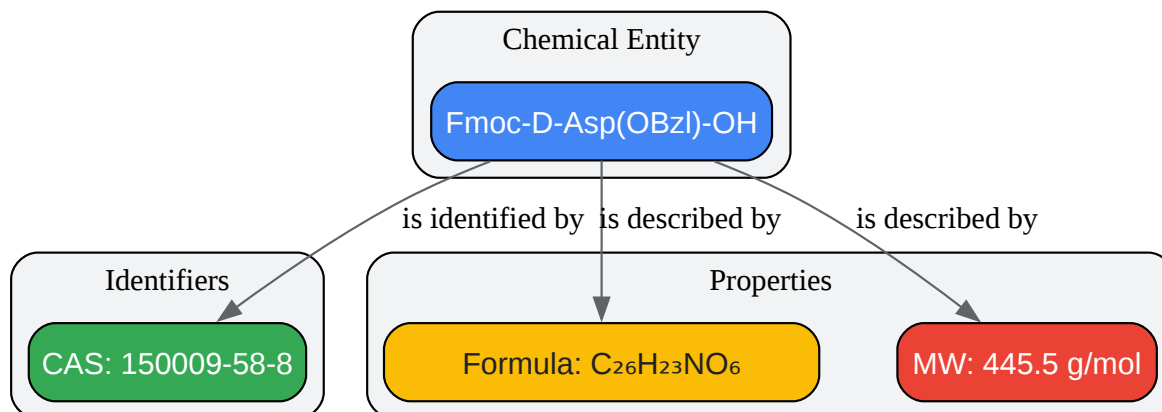 Chemical Entity
Fmoc-D-Asp(OBzl)-OH
is identified by
is described by
is described by
Identifiers
Properties
CAS: 150009-58-8
Formula: C₂₆H₂₃NO₆
MW: 445.5 g/mol